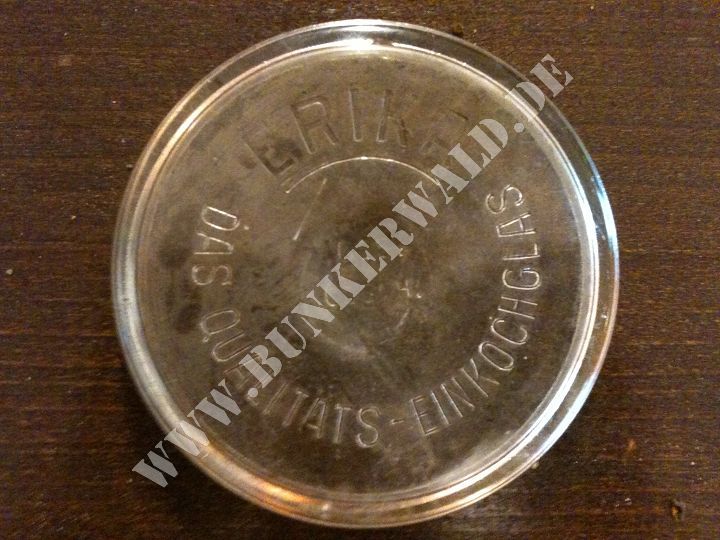 ERIKA
DAS QUALITÄTS-EINKOCHGLAS
WWW.BUNKERWALD.DE